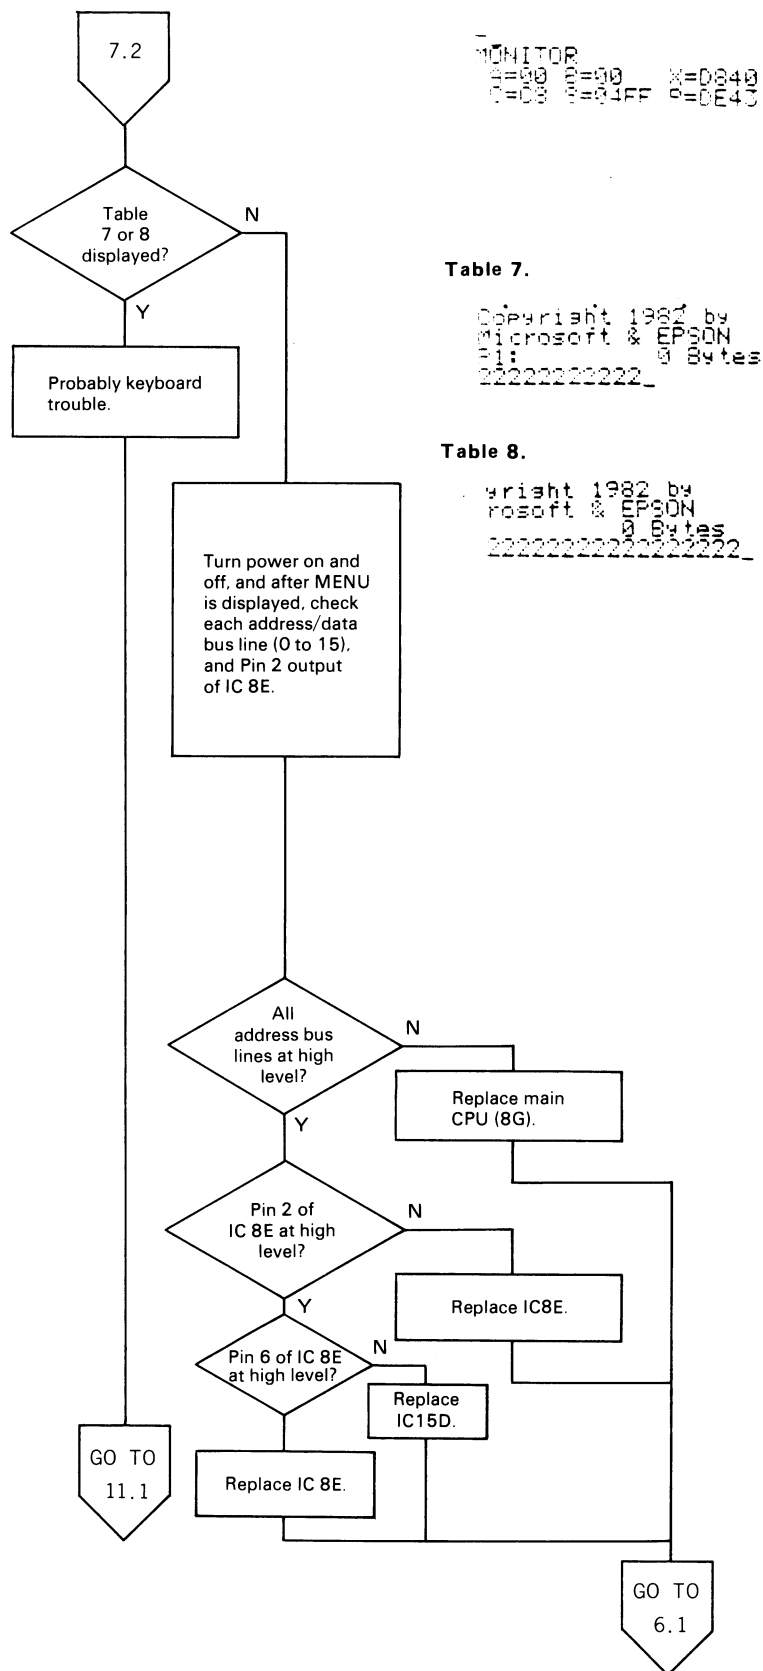 7.2
MONITOR
A=00 B=00 X=D840
S=04FF
Table
7 or 8
displayed?
N
Y
Table 7.
Copyright 1982 by
Microsoft & EPSON
P1: 0 Bytes
22222222222_
Probably keyboard
trouble.
Table 8.
yright 1982 by
rosoft & EPSON
0 Bytes
22222222222222222_
Turn power on and
off, and after MENU
is displayed, check
each address/data
bus line (0 to 15),
and Pin 2 output
of IC 8E.
All
address bus
lines at high
level?
N
Y
Replace main
CPU (8G).
Pin 2 of
IC 8E at high
level?
N
Y
Replace IC8E.
Pin 6 of IC 8E
at high level?
N
Replace
IC15D.
Replace IC 8E.
GO TO
11.1
GO TO
6.1